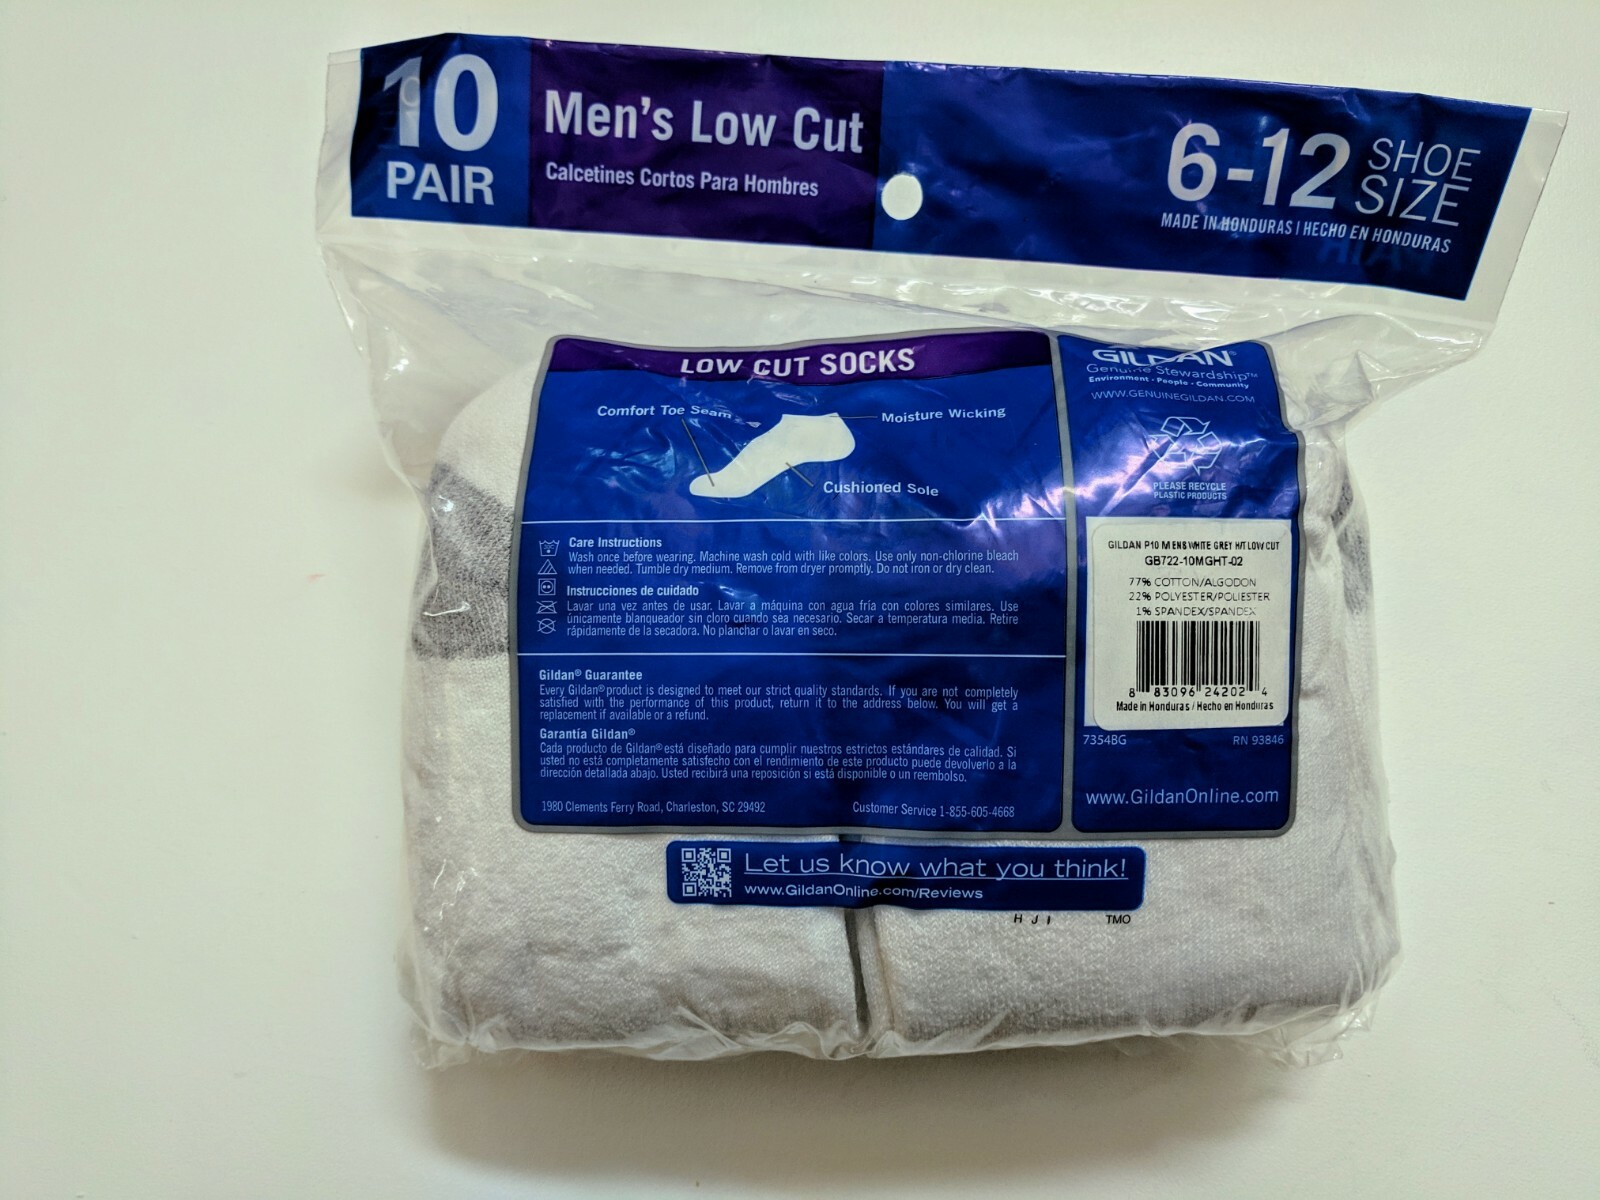 10
PAIR
Men's Low Cut
Calcetines Cortos Para Hombres
6-12 SHOE SIZE
MADE IN HONDURAS | HECHO EN HONDURAS
LOW CUT SOCKS
Comfort Toe Seam
Moisture Wicking
Cushioned Sole
Care Instructions
Wash once before wearing. Machine wash cold with like colors. Use only non-chlorine bleach
when needed. Tumble dry medium. Remove from dryer promptly. Do not iron or dry clean.
Instrucciones de cuidado
Lavar una vez antes de usar. Lavar a máquina con agua fría con colores similares. Use
únicamente blanqueador sin cloro cuando sea necesario. Secar a temperatura media. Retire
rápidamente de la secadora. No planchar o lavar en seco.
Gildan® Guarantee
Every Gildan® product is designed to meet our strict quality standards. If you are not completely
satisfied with the performance of this product, return it to the address below. You will get a
replacement if available or a refund.
Garantía Gildan®
Cada producto de Gildan® está diseñado para cumplir nuestros estrictos estándares de calidad. Si
usted no está completamente satisfecho con el rendimiento de este producto puede devolverlo a la
dirección detallada abajo. Usted recibirá una reposición si está disponible o un reembolso.
1980 Clements Ferry Road, Charleston, SC 29492
Customer Service 1-855-605-4668
GILDAN®
Genuine Stewardship™
Environment · People · Community
WWW.GENUINEGILDAN.COM
PLEASE RECYCLE
PLASTIC PRODUCTS
GILDAN P10 MENS WHITE GREY H/T LOW CUT
GB722-10MGHT-02
77% COTTON/ALGODON
22% POLYESTER/POLIESTER
1% SPANDEX/SPANDEX
8 83096 24202 4
Made in Honduras / Hecho en Honduras
7354BG
RN 93846
www.GildanOnline.com
Let us know what you think!
www.GildanOnline.com/Reviews
H J I
TMO